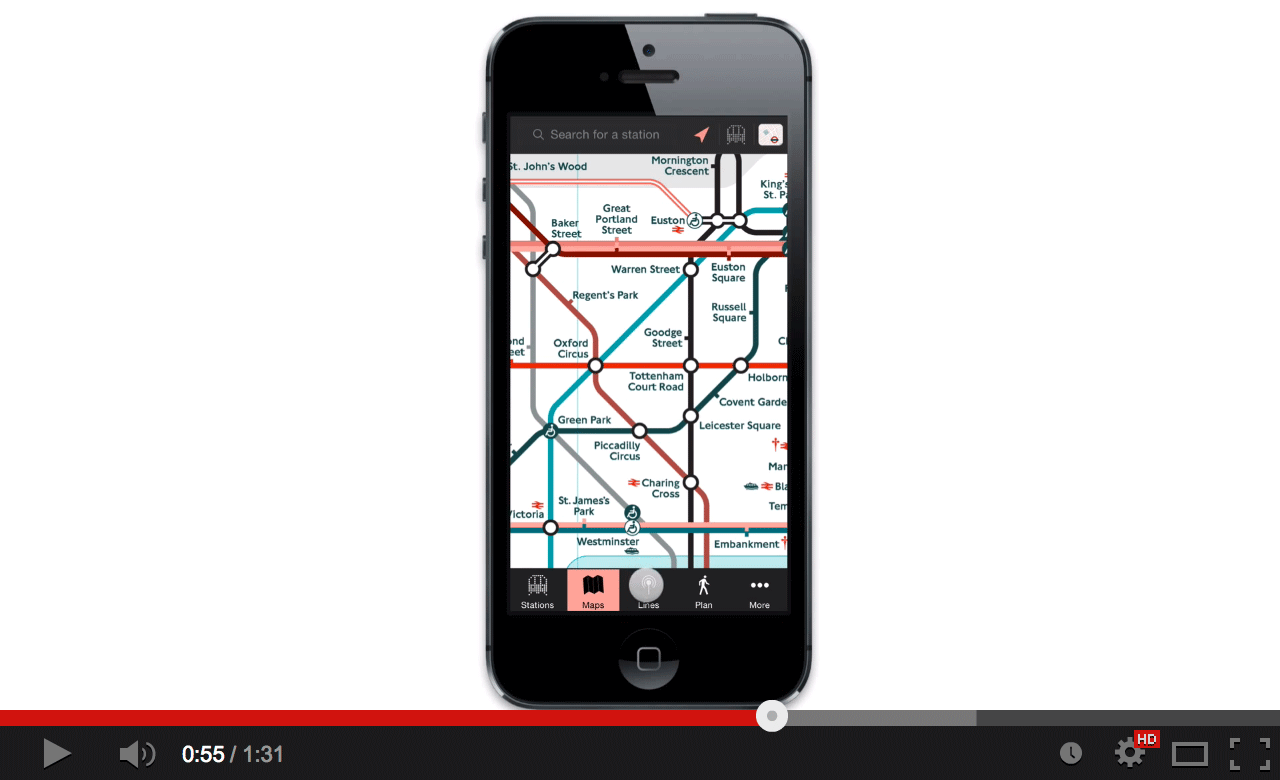 Search for a station
St. John's Wood
Mornington
Crescent
King's
St. Pa
Great
Portland
Street
Euston
Baker
Street
Warren Street
Euston
Square
Regent's Park
Russell
Square
Goodge
Street
ond
eet
Oxford
Circus
Tottenham
Court Road
Holborn
Covent Garde
Green Park
Leicester Square
Piccadilly
Circus
Charing
Cross
Mar
Bla
Tem
St. James's
Park
Victoria
Westminster
Embankment
Stations
Maps
Lines
Plan
More
0:55 / 1:31
HD